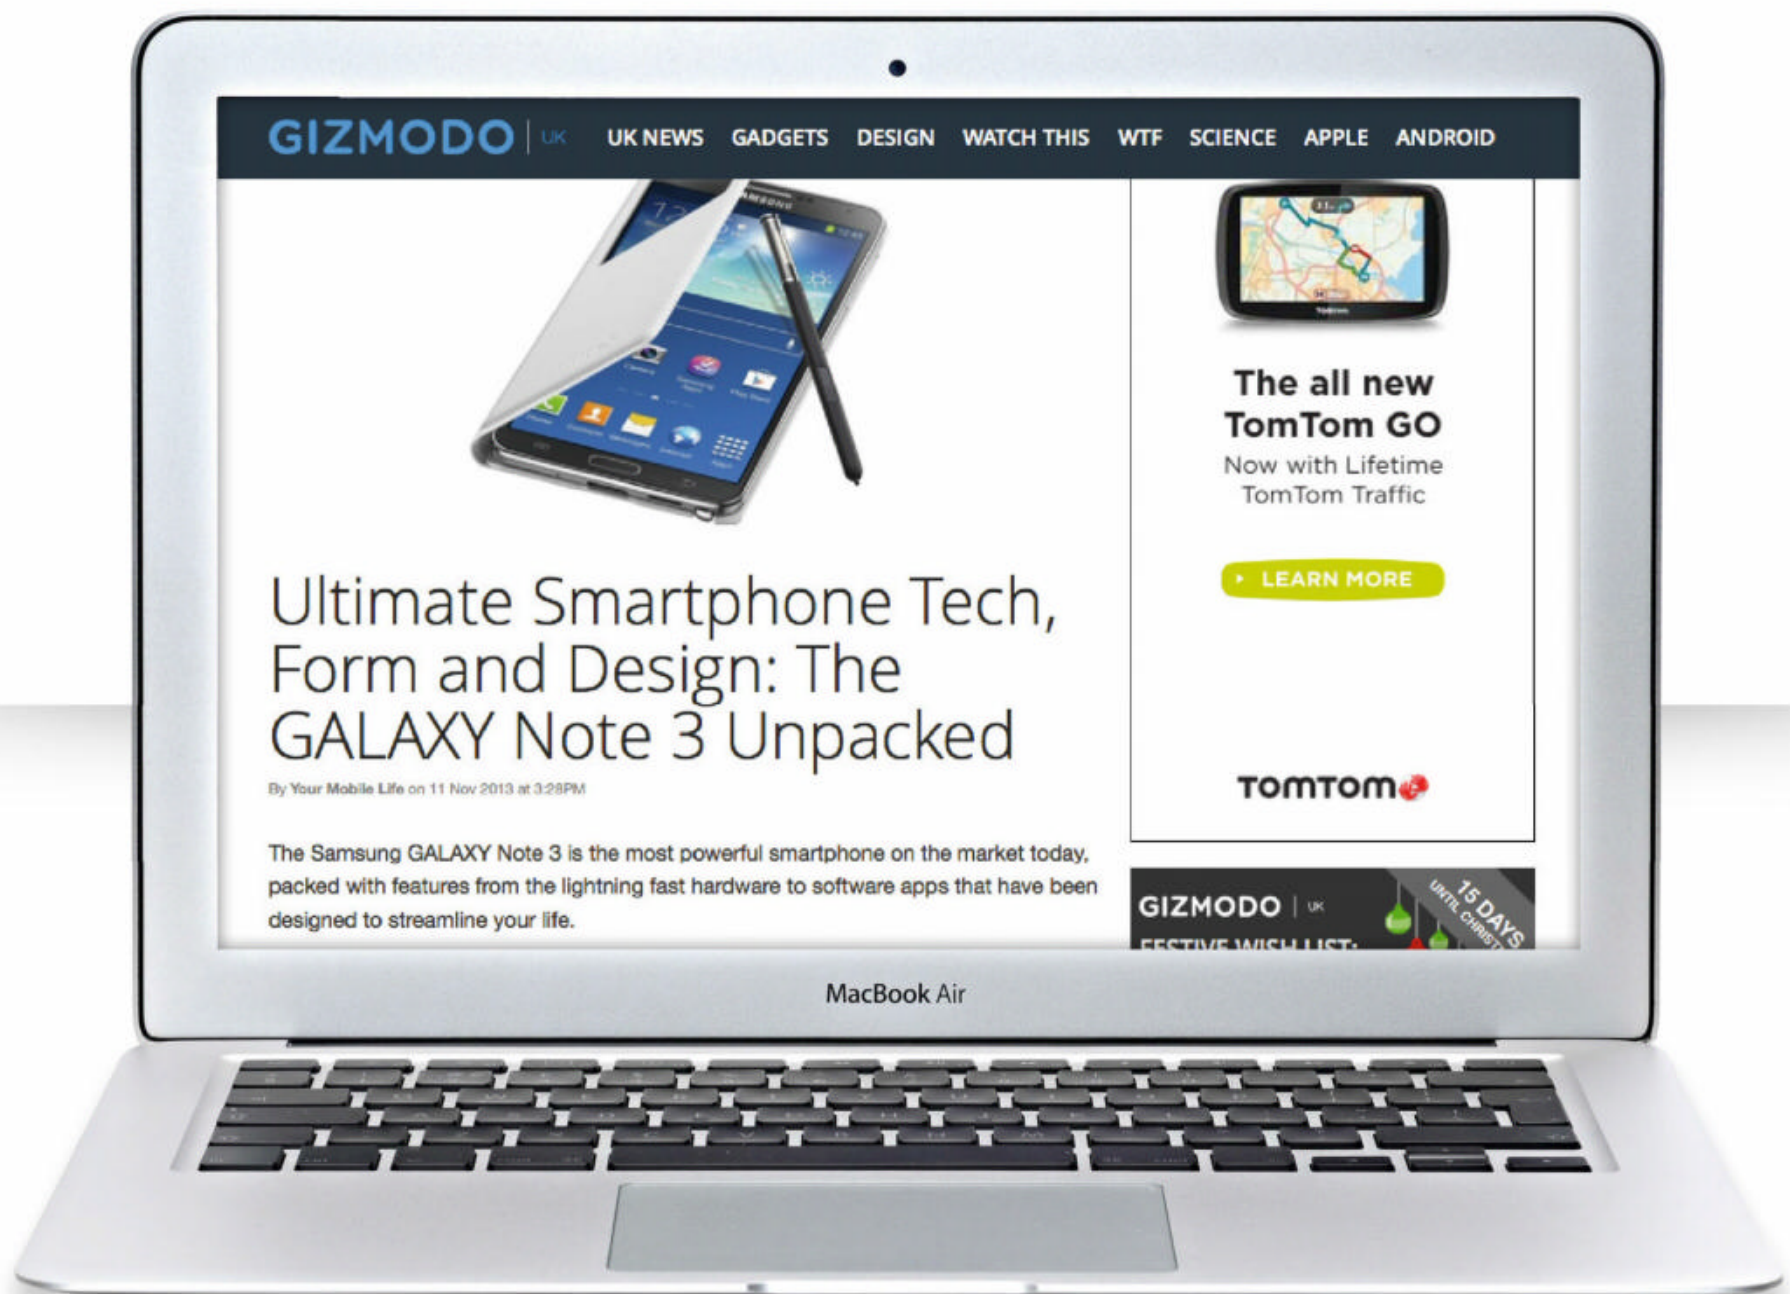 GIZMODO | UK UK NEWS GADGETS DESIGN WATCH THIS WTF SCIENCE APPLE ANDROID
SAMSUNG
Ultimate Smartphone Tech,
Form and Design: The
GALAXY Note 3 Unpacked
By Your Mobile Life on 11 Nov 2013 at 3:28PM
The Samsung GALAXY Note 3 is the most powerful smartphone on the market today,
packed with features from the lightning fast hardware to software apps that have been
designed to streamline your life.
The all new
TomTom GO
Now with Lifetime
TomTom Traffic
LEARN MORE
TOMTOM
GIZMODO | UK
FESTIVE WISH LIST:
15 DAYS
UNTIL CHRIST
MacBook Air